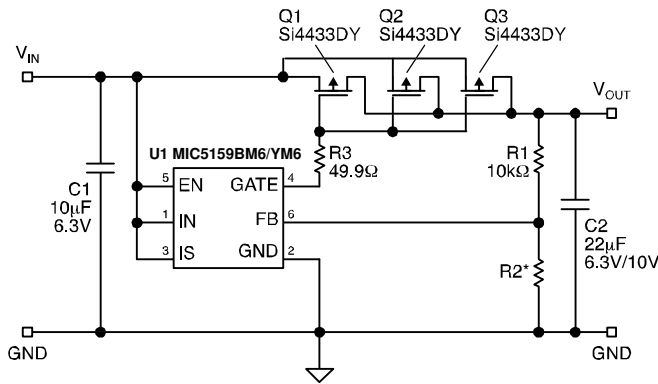 Q1
Si4433DY
Q2
Si4433DY
Q3
Si4433DY
VIN
VOUT
U1 MIC5159BM6/YM6
R3
49.9Ω
R1
10kΩ
C1
10µF
6.3V
5
EN
GATE
4
1
IN
FB
6
3
IS
GND
2
R2*
C2
22µF
6.3V/10V
GND
GND